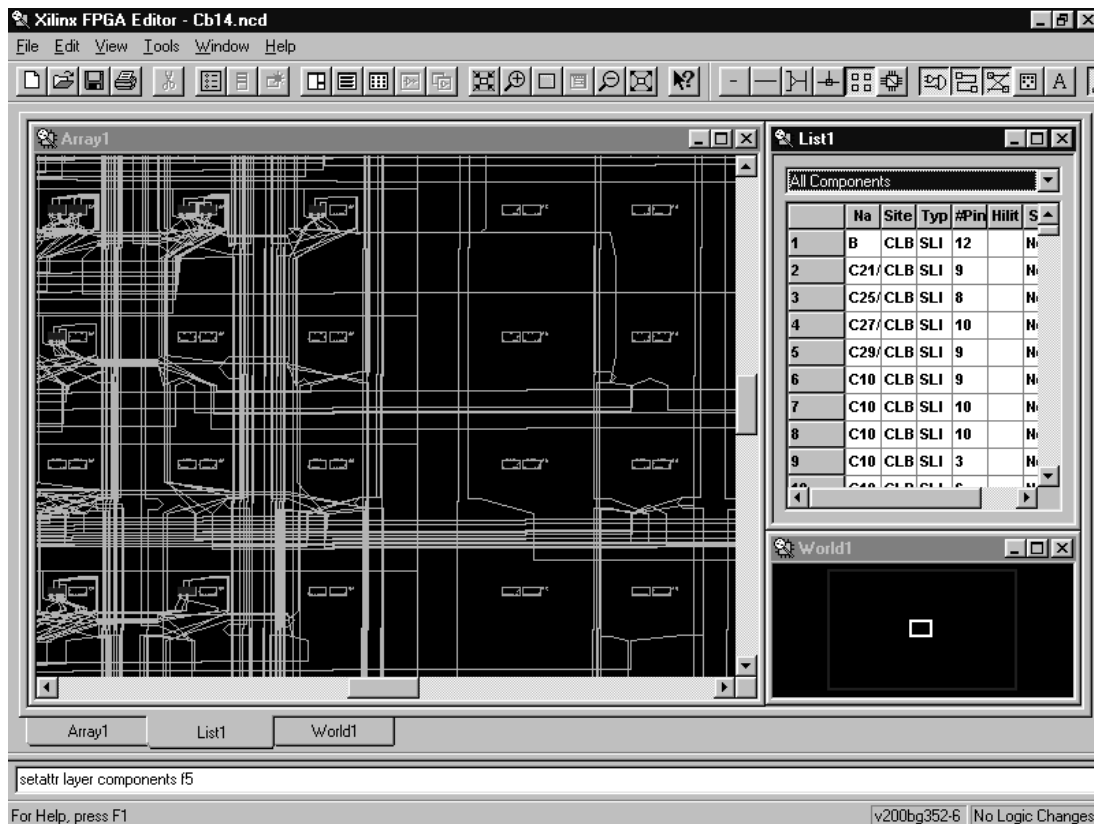 Xilinx FPGA Editor - Cb14.ncd
File Edit View Tools Window Help
A
Array1
List1
All Components
Na Site Typ #Pin Hilit S
1 B CLB SLI 12
2 C21/ CLB SLI 9
3 C25/ CLB SLI 8
4 C27/ CLB SLI 10
5 C29/ CLB SLI 9
6 C10 CLB SLI 9
7 C10 CLB SLI 10
8 C10 CLB SLI 10
9 C10 CLB SLI 3
World1
Array1 List1 World1
setattr layer components f5
For Help, press F1 v200bg352-6 No Logic Changes